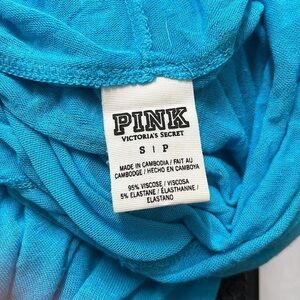 PINK
VICTORIA'S SECRET
S | P
MADE IN CAMBODIA / FAIT AU
CAMBODGE / HECHO EN CAMBOYA
95% VISCOSE / VISCOSA
5% ELASTANE / ÉLASTHANNE /
ELASTANO